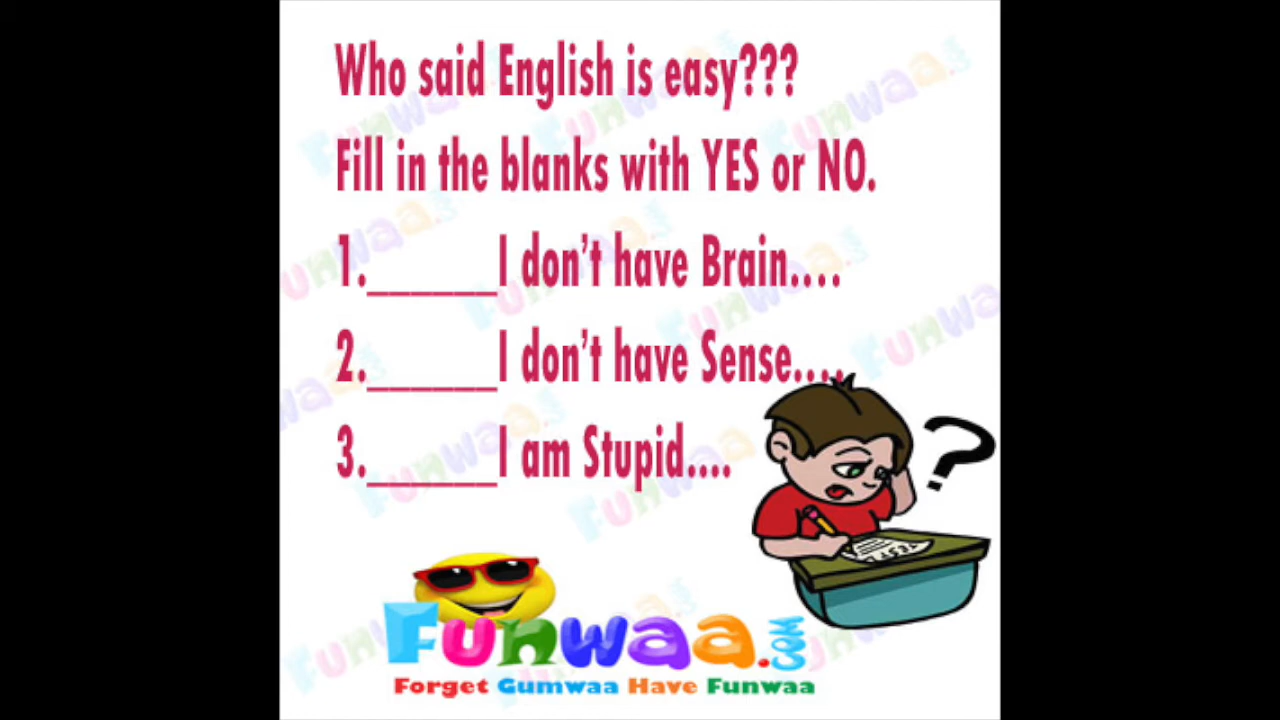 Who said English is easy???
Fill in the blanks with YES or NO.
1.______I don't have Brain....
2.______I don't have Sense....
3.______I am Stupid....
?
TEST
Funwaa.com
Forget Gumwaa Have Funwaa